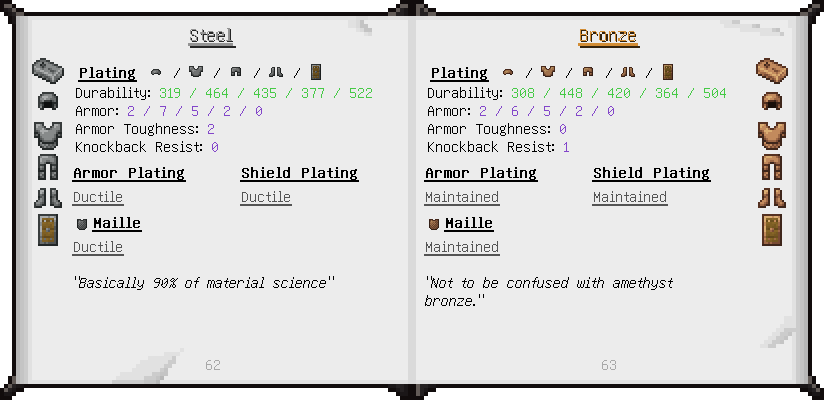 Steel
Plating / / / /
Durability: 319 / 464 / 435 / 377 / 522
Armor: 2 / 7 / 5 / 2 / 0
Armor Toughness: 2
Knockback Resist: 0
Armor Plating Shield Plating
Ductile Ductile
Maille
Ductile
"Basically 90% of material science"
62
Bronze
Plating / / / /
Durability: 308 / 448 / 420 / 364 / 504
Armor: 2 / 6 / 5 / 2 / 0
Armor Toughness: 0
Knockback Resist: 1
Armor Plating Shield Plating
Maintained Maintained
Maille
Maintained
"Not to be confused with amethyst
bronze."
63